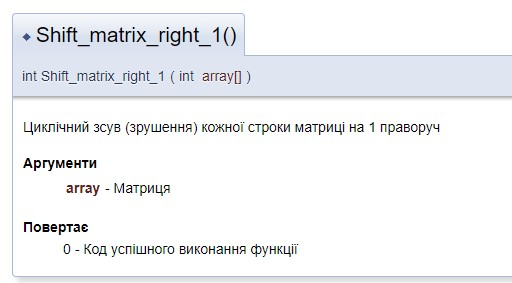 Shift_matrix_right_1()
int Shift_matrix_right_1 ( int array[] )
Циклічний зсув (зрушення) кожної строки матриці на 1 праворуч
Аргументи
array - Матриця
Повертає
0 - Код успішного виконання функції